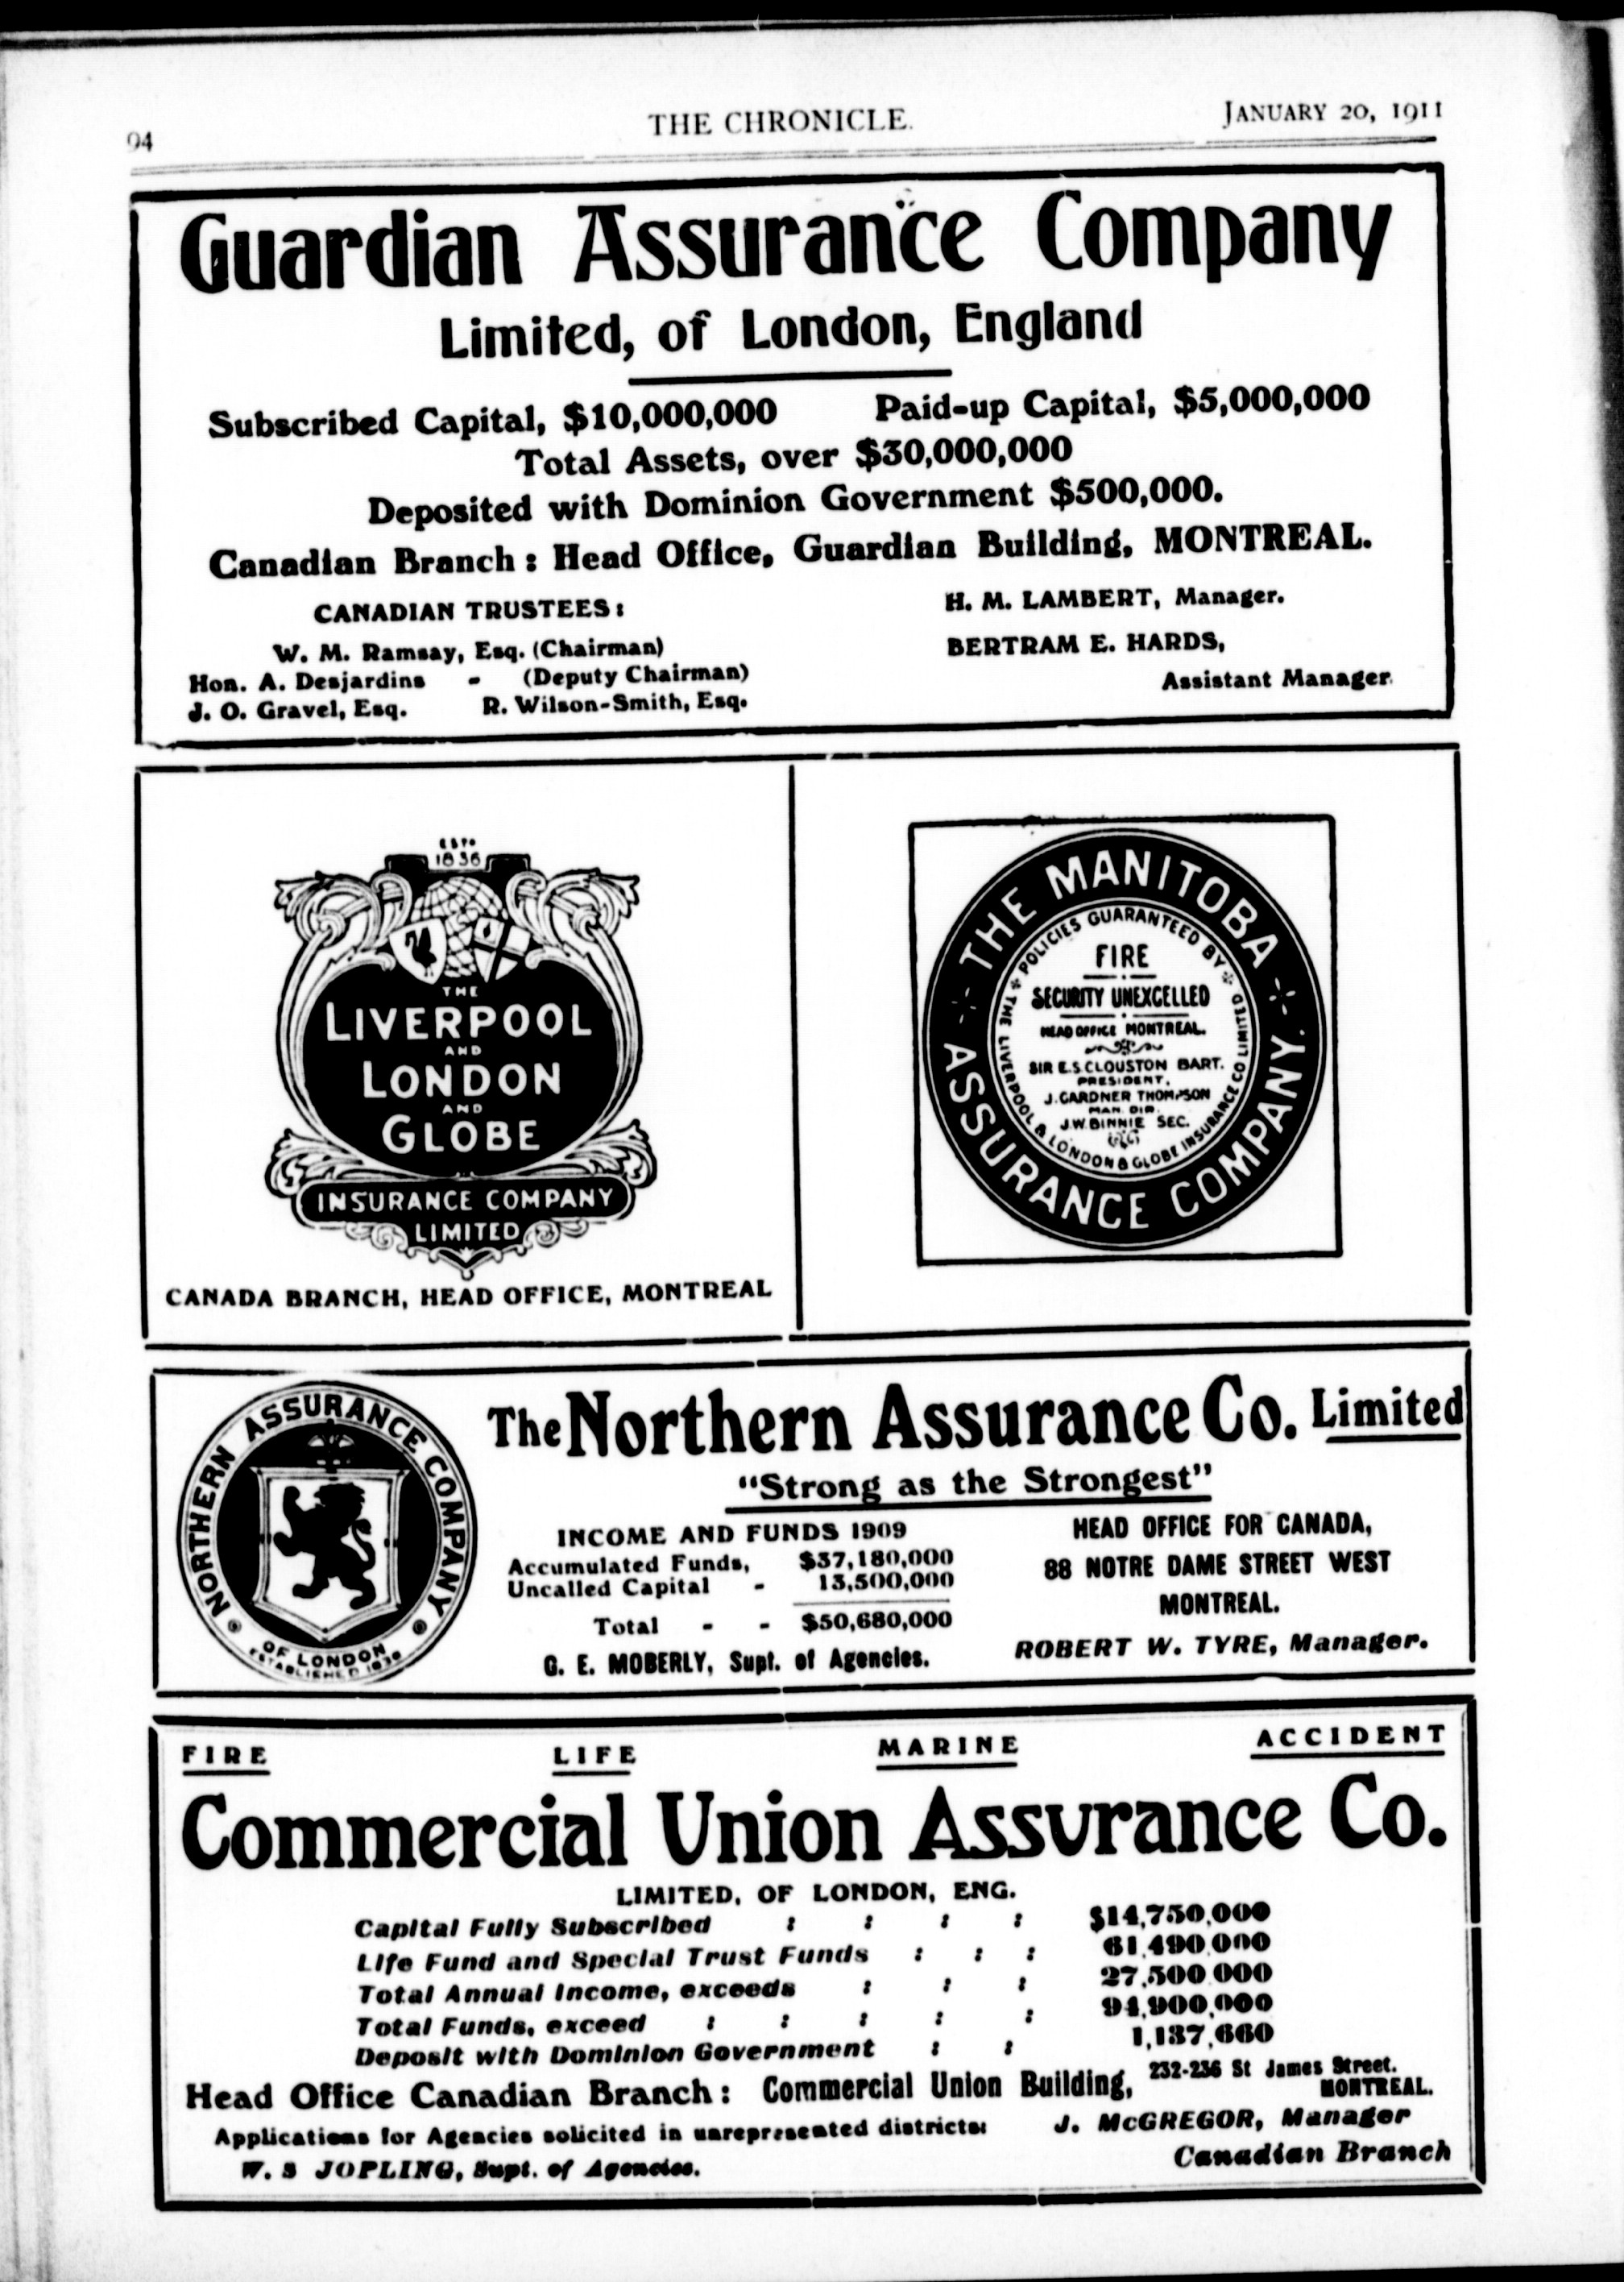 94
THE CHRONICLE.
JANUARY 20, 1911
Guardian Assurance Company
Limited, of London, England
Subscribed Capital, $10,000,000 Paid-up Capital, $5,000,000
Total Assets, over $30,000,000
Deposited with Dominion Government $500,000.
Canadian Branch : Head Office, Guardian Building, MONTREAL.
CANADIAN TRUSTEES :
W. M. Ramsay, Esq. (Chairman)
Hon. A. Desjardins - (Deputy Chairman)
J. O. Gravel, Esq. R. Wilson-Smith, Esq.
H. M. LAMBERT, Manager.
BERTRAM E. HARDS,
Assistant Manager.
ESTD
1836
THE
LIVERPOOL
AND
LONDON
AND
GLOBE
INSURANCE COMPANY
LIMITED
CANADA BRANCH, HEAD OFFICE, MONTREAL
THE MANITOBA
ASSURANCE COMPANY.
POLICIES GUARANTEED BY
THE LIVERPOOL & LONDON & GLOBE INSURANCE CO LIMITED
FIRE
SECURITY UNEXCELLED
HEAD OFFICE MONTREAL.
SIR E.S.CLOUSTON BART.
PRESIDENT,
J.GARDNER THOMPSON
MAN. DIR.
J.W.BINNIE SEC.
NORTHERN ASSURANCE COMPANY
OF LONDON
ESTABLISHED 1836
The Northern Assurance Co. Limited
"Strong as the Strongest"
INCOME AND FUNDS 1909
Accumulated Funds, $37,180,000
Uncalled Capital - 13,500,000
Total - - $50,680,000
G. E. MOBERLY, Supt. of Agencies.
HEAD OFFICE FOR CANADA,
88 NOTRE DAME STREET WEST
MONTREAL.
ROBERT W. TYRE, Manager.
FIRE LIFE MARINE ACCIDENT
Commercial Union Assurance Co.
LIMITED, OF LONDON, ENG.
Capital Fully Subscribed : : : : $14,750,000
Life Fund and Special Trust Funds : : : 61,490,000
Total Annual Income, exceeds : : : 27,500,000
Total Funds, exceed : : : : : 94,900,000
Deposit with Dominion Government : : 1,137,660
Head Office Canadian Branch : Commercial Union Building, 232-236 St James Street.
MONTREAL.
Applications for Agencies solicited in unrepresented districts:
W. S JOPLING, Supt. of Agencies.
J. McGREGOR, Manager
Canadian Branch